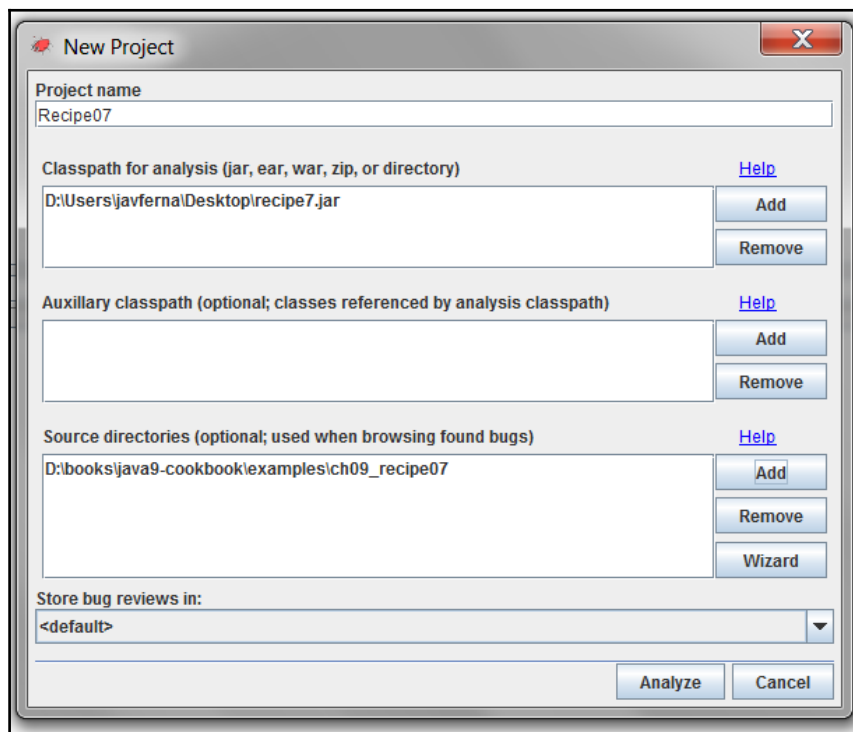 New Project
Project name
Recipe07
Classpath for analysis (jar, ear, war, zip, or directory)
Help
D:\Users\javferna\Desktop\recipe7.jar
Add
Remove
Auxillary classpath (optional; classes referenced by analysis classpath)
Help
Add
Remove
Source directories (optional; used when browsing found bugs)
Help
D:\books\java9-cookbook\examples\ch09_recipe07
Add
Remove
Wizard
Store bug reviews in:
<default>
Analyze
Cancel